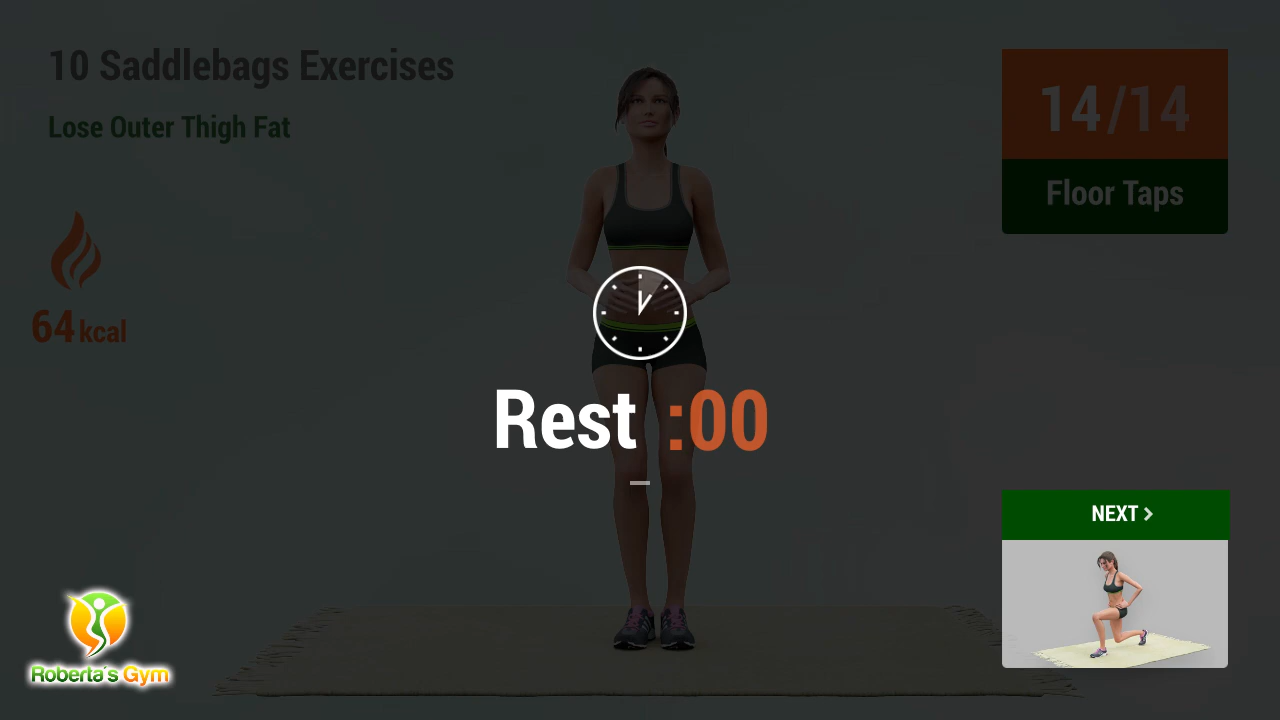 10 Saddlebags Exercises
Lose Outer Thigh Fat
14/14
Floor Taps
64 kcal
Rest :00
NEXT >
Roberta's Gym